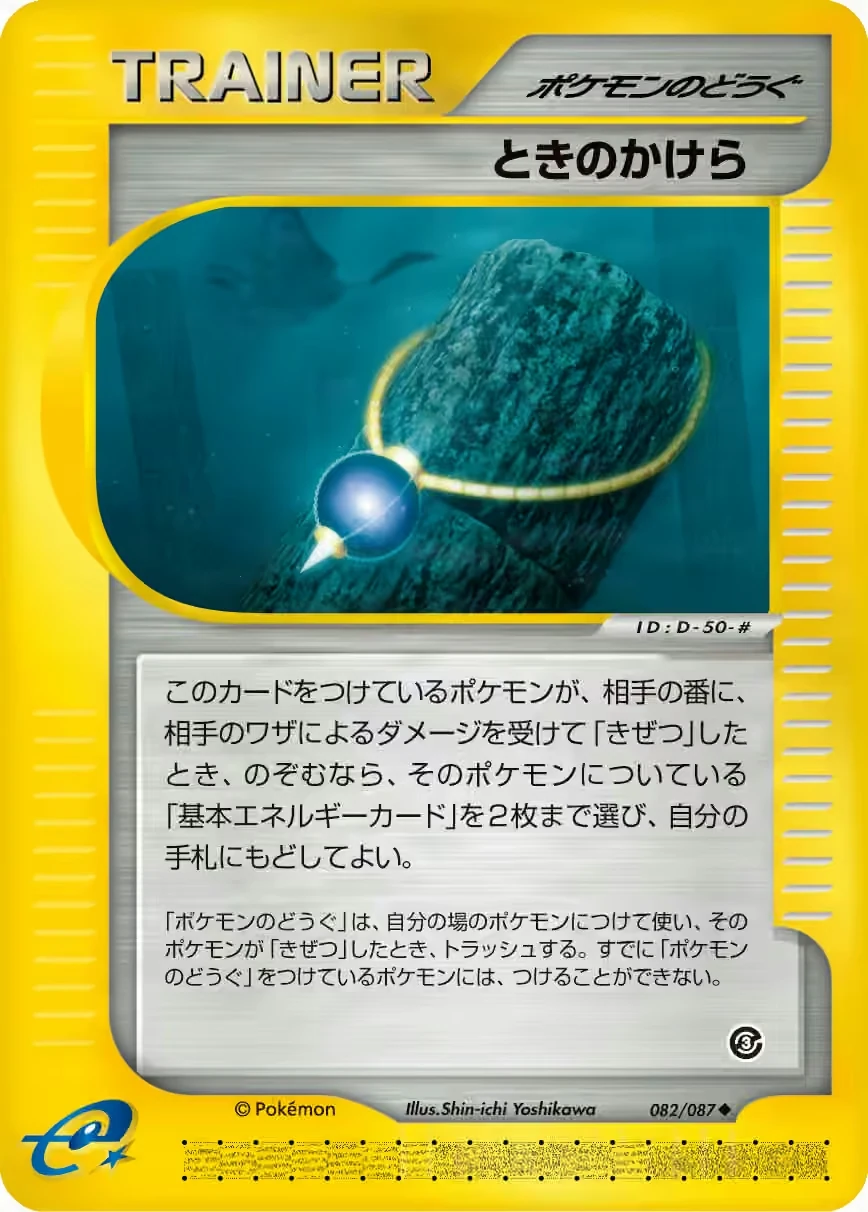 TRAINER
ポケモンのどうぐ
ときのかけら
ID:D-50-#
このカードをつけているポケモンが、相手の番に、
相手のワザによるダメージを受けて「きぜつ」した
とき、のぞむなら、そのポケモンについている
「基本エネルギーカード」を2枚まで選び、自分の
手札にもどしてよい。
「ポケモンのどうぐ」は、自分の場のポケモンにつけて使い、その
ポケモンが「きぜつ」したとき、トラッシュする。すでに「ポケモン
のどうぐ」をつけているポケモンには、つけることができない。
3
© Pokémon
Illus.Shin-ichi Yoshikawa
082/087◆
e